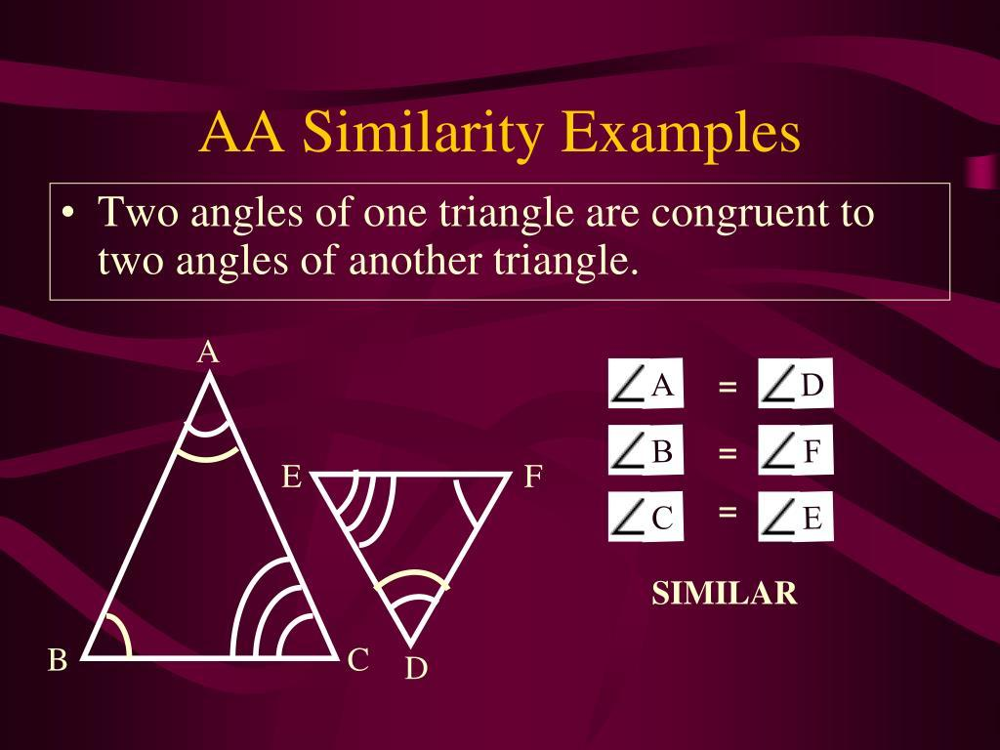 AA Similarity Examples
• Two angles of one triangle are congruent to
two angles of another triangle.
A
E
F
B
C
D
∠A = ∠D
∠B = ∠F
∠C = ∠E
SIMILAR